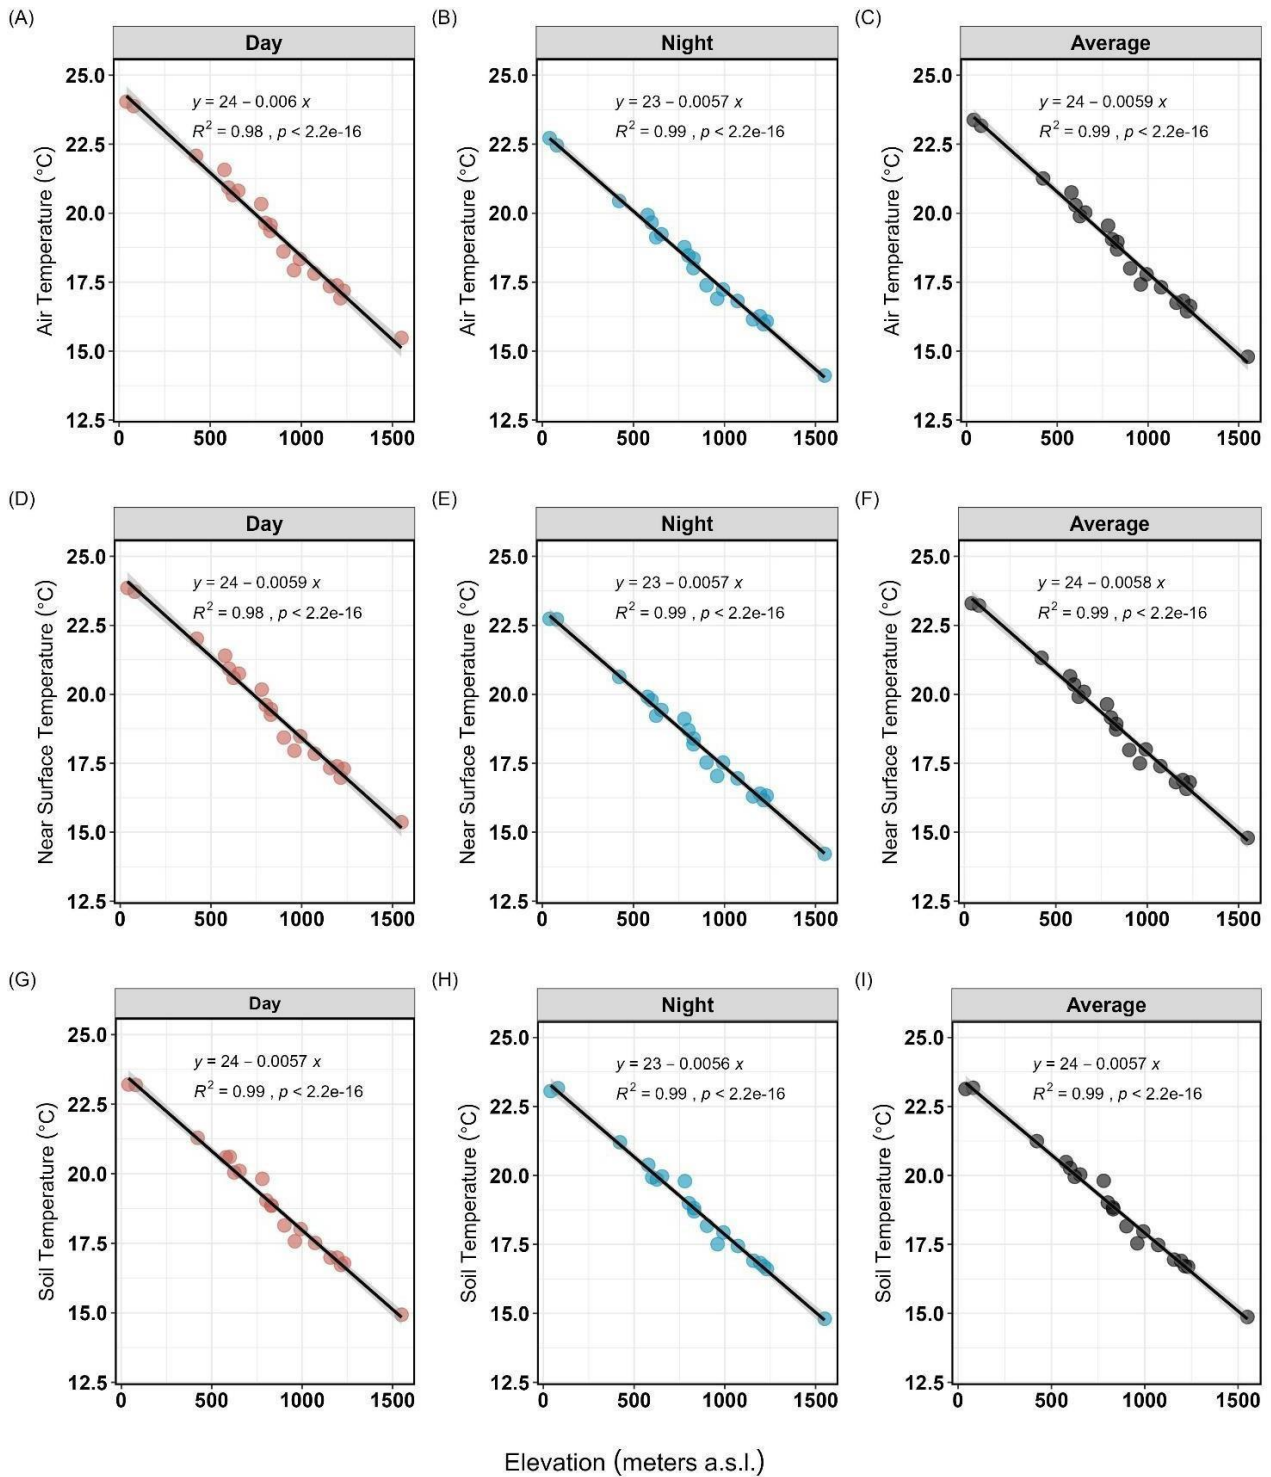 (A)
Day
25.0
22.5
20.0
17.5
15.0
12.5
Air Temperature (°C)
y = 24 – 0.006 x
R² = 0.98 , p < 2.2e-16
0 500 1000 1500
(B)
Night
25.0
22.5
20.0
17.5
15.0
12.5
Air Temperature (°C)
y = 23 – 0.0057 x
R² = 0.99 , p < 2.2e-16
0 500 1000 1500
(C)
Average
25.0
22.5
20.0
17.5
15.0
12.5
Air Temperature (°C)
y = 24 – 0.0059 x
R² = 0.99 , p < 2.2e-16
0 500 1000 1500
(D)
Day
25.0
22.5
20.0
17.5
15.0
12.5
Near Surface Temperature (°C)
y = 24 – 0.0059 x
R² = 0.98 , p < 2.2e-16
0 500 1000 1500
(E)
Night
25.0
22.5
20.0
17.5
15.0
12.5
Near Surface Temperature (°C)
y = 23 – 0.0057 x
R² = 0.99 , p < 2.2e-16
0 500 1000 1500
(F)
Average
25.0
22.5
20.0
17.5
15.0
12.5
Near Surface Temperature (°C)
y = 24 – 0.0058 x
R² = 0.99 , p < 2.2e-16
0 500 1000 1500
(G)
Day
25.0
22.5
20.0
17.5
15.0
12.5
Soil Temperature (°C)
y = 24 – 0.0057 x
R² = 0.99 , p < 2.2e-16
0 500 1000 1500
(H)
Night
25.0
22.5
20.0
17.5
15.0
12.5
Soil Temperature (°C)
y = 23 – 0.0056 x
R² = 0.99 , p < 2.2e-16
0 500 1000 1500
(I)
Average
25.0
22.5
20.0
17.5
15.0
12.5
Soil Temperature (°C)
y = 24 – 0.0057 x
R² = 0.99 , p < 2.2e-16
0 500 1000 1500
Elevation (meters a.s.l.)